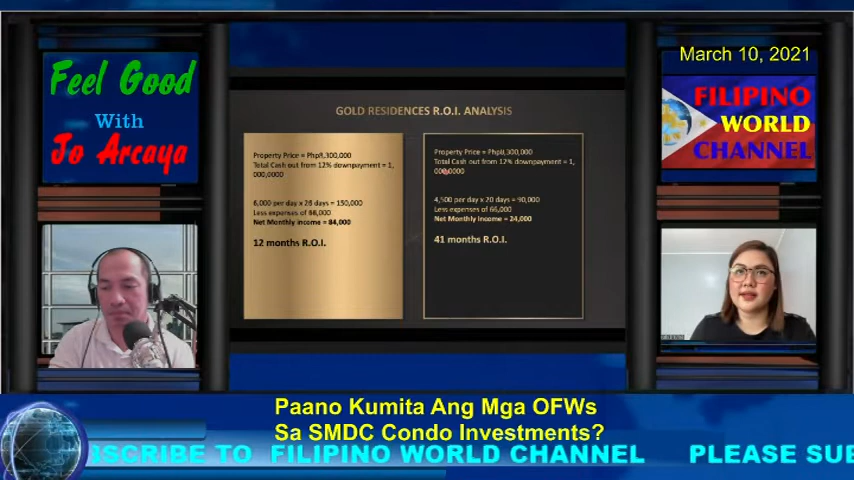 March 10, 2021
Feel Good
With
Jo Arcaya
FILIPINO
WORLD
CHANNEL
GOLD RESIDENCES R.O.I. ANALYSIS
Property Price = Php8,300,000
Total Cash out from 12% downpayment = 1,
000,0000
6,000 per day x 26 days = 150,000
Less expenses of 66,000
Net Monthly income = 84,000
12 months R.O.I.
Property Price = Php8,300,000
Total Cash out from 12% downpayment = 1,
000,0000
4,500 per day x 20 days = 90,000
Less expenses of 66,000
Net Monthly income = 24,000
41 months R.O.I.
Paano Kumita Ang Mga OFWs
Sa SMDC Condo Investments?
BSCRIBE TO FILIPINO WORLD CHANNEL PLEASE SUB